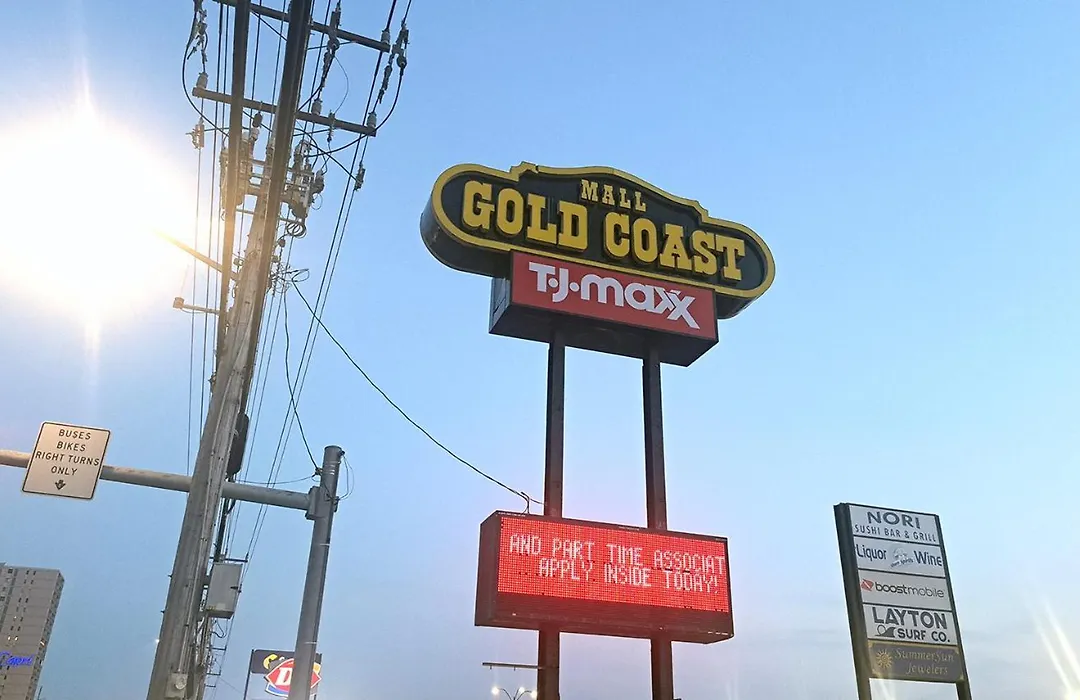 MALL
GOLD COAST
T·J·maxx
AND PART TIME ASSOCIAT
APPLY INSIDE TODAY!
BUSES
BIKES
RIGHT TURNS
ONLY
NORI
SUSHI BAR & GRILL
Liquor Wine
boostmobile
LAYTON
SURF CO.
SummerSun
Jewelers